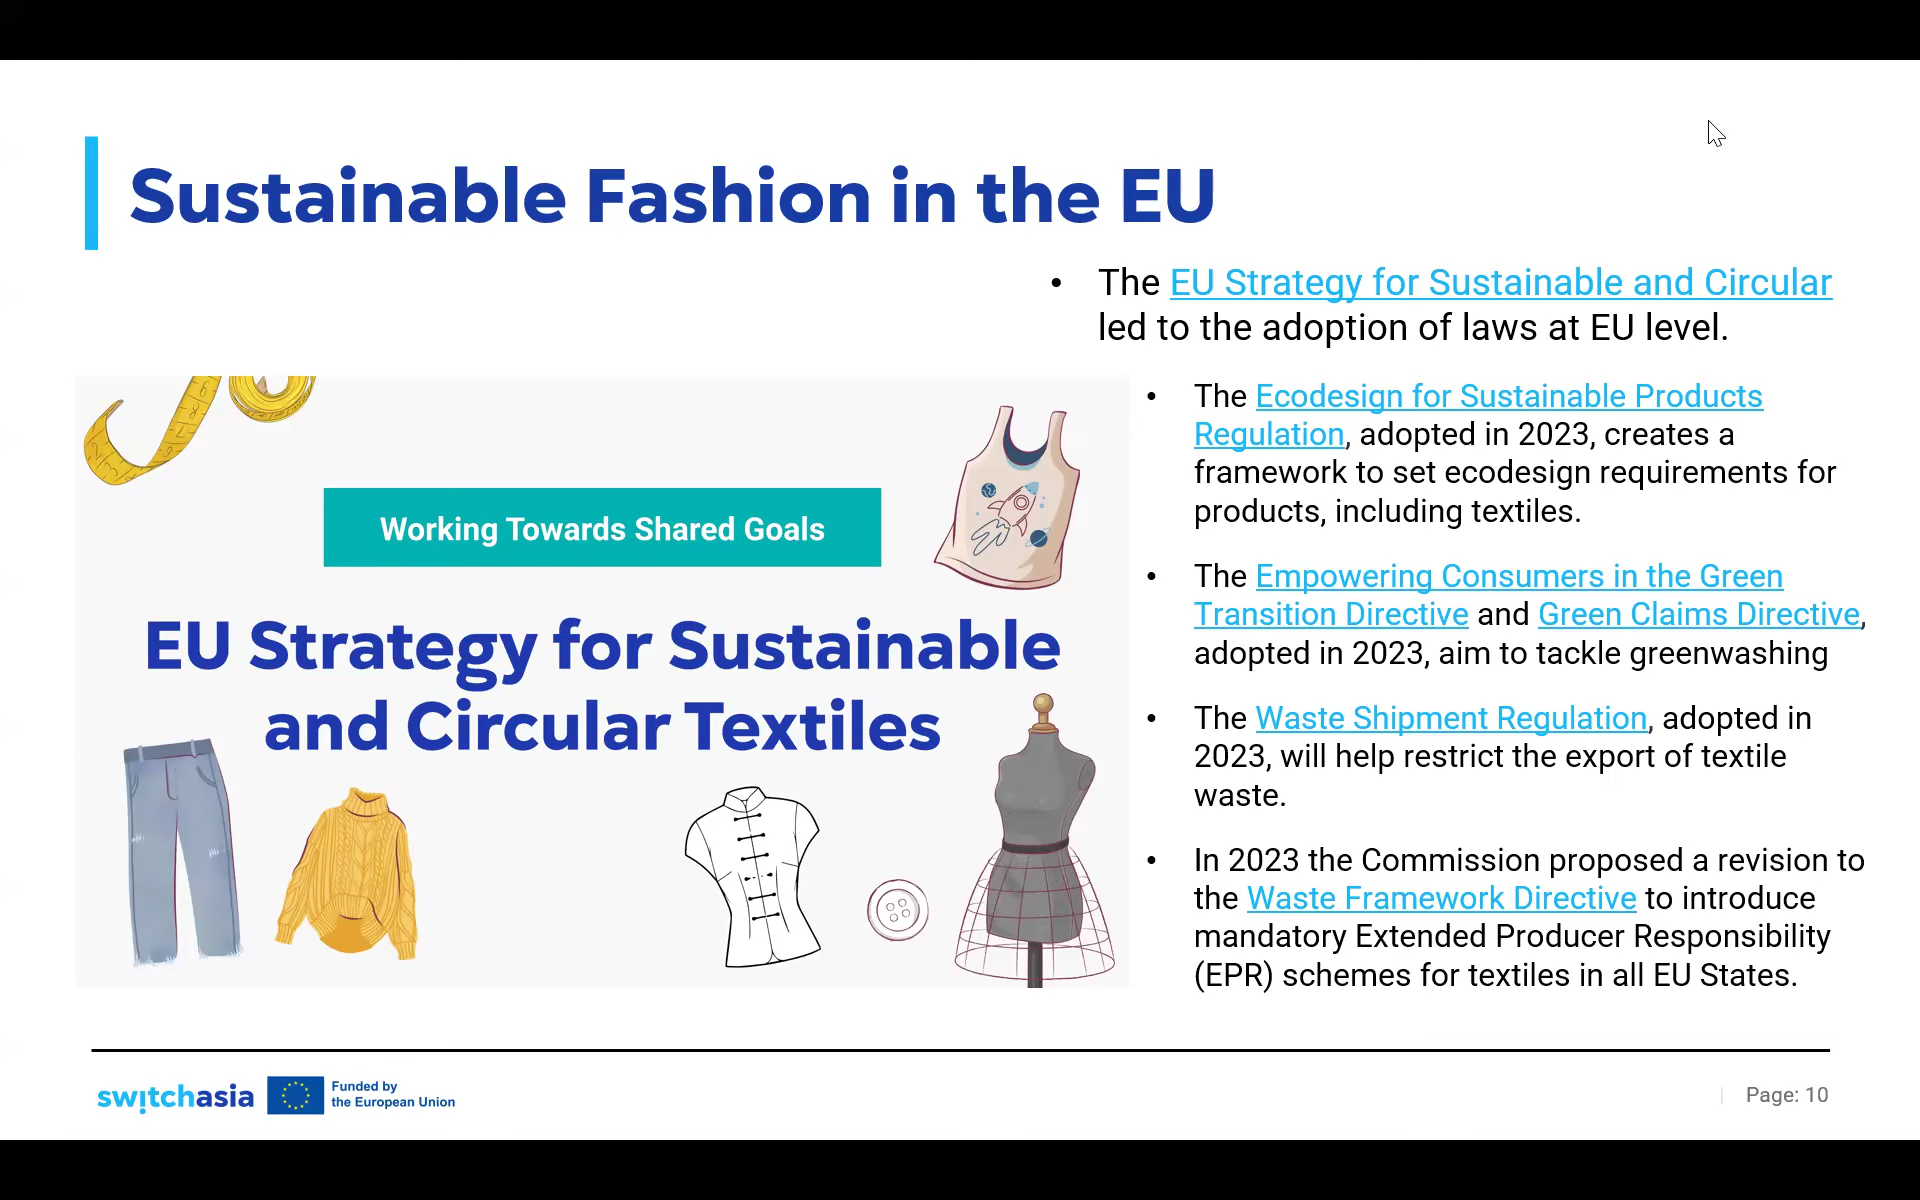 Sustainable Fashion in the EU
• The EU Strategy for Sustainable and Circular
led to the adoption of laws at EU level.
• The Ecodesign for Sustainable Products
Regulation, adopted in 2023, creates a
framework to set ecodesign requirements for
products, including textiles.
• The Empowering Consumers in the Green
Transition Directive and Green Claims Directive,
adopted in 2023, aim to tackle greenwashing
• The Waste Shipment Regulation, adopted in
2023, will help restrict the export of textile
waste.
• In 2023 the Commission proposed a revision to
the Waste Framework Directive to introduce
mandatory Extended Producer Responsibility
(EPR) schemes for textiles in all EU States.
Working Towards Shared Goals
EU Strategy for Sustainable
and Circular Textiles
switchasia
Funded by
the European Union
Page: 10